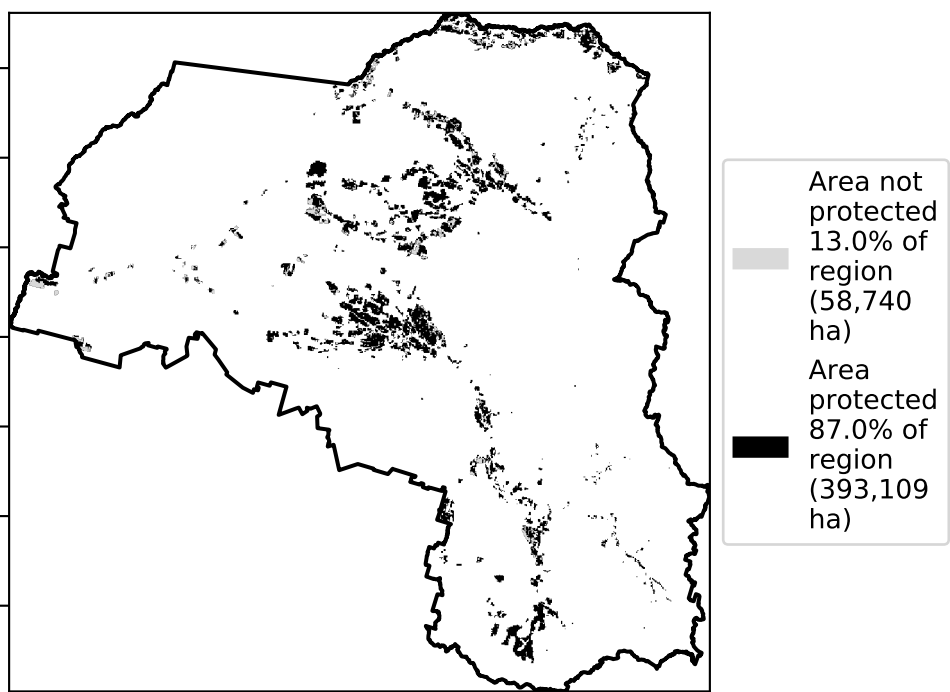 Area not
protected
13.0% of
region
(58,740
ha)
Area
protected
87.0% of
region
(393,109
ha)